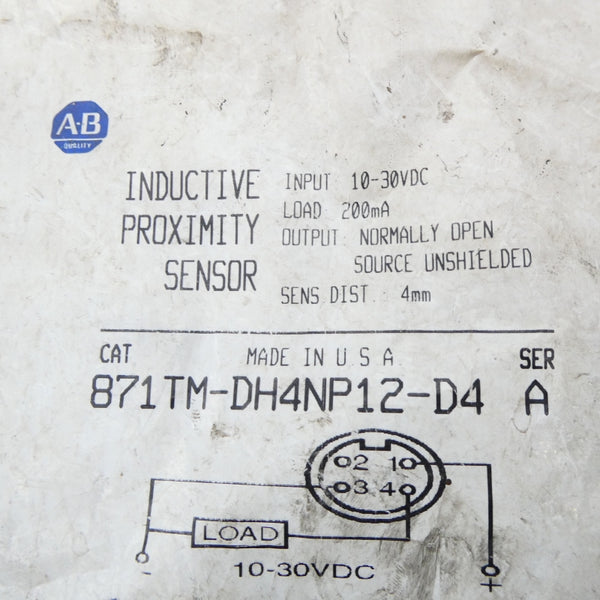 A-B
QUALITY
INDUCTIVE
PROXIMITY
SENSOR
INPUT 10-30VDC
LOAD 200mA
OUTPUT: NORMALLY OPEN
SOURCE UNSHIELDED
SENS DIST.: 4mm
CAT MADE IN U S A SER
871TM-DH4NP12-D4 A
2 1
3 4
LOAD
- 10-30VDC +